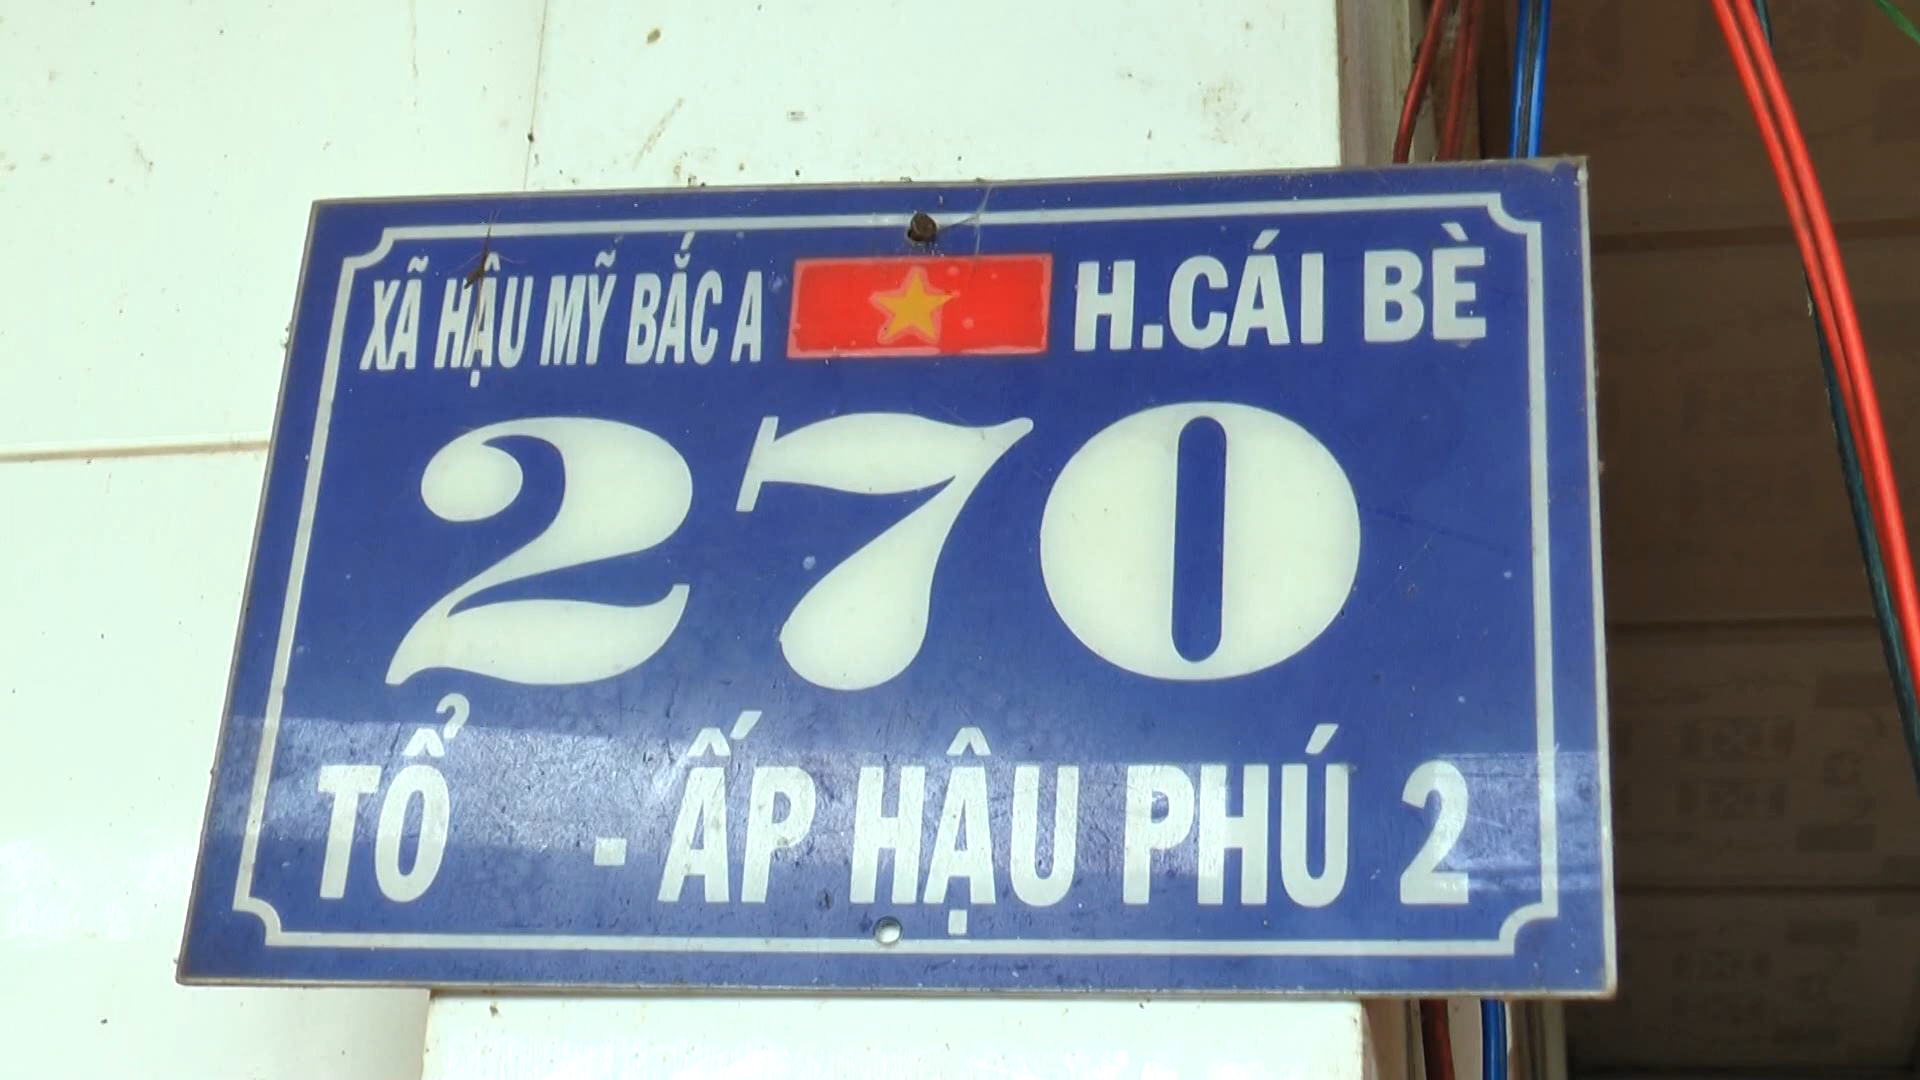 XÃ HẬU MỸ BẮC A H.CÁI BÈ
270
TỔ - ẤP HẬU PHÚ 2